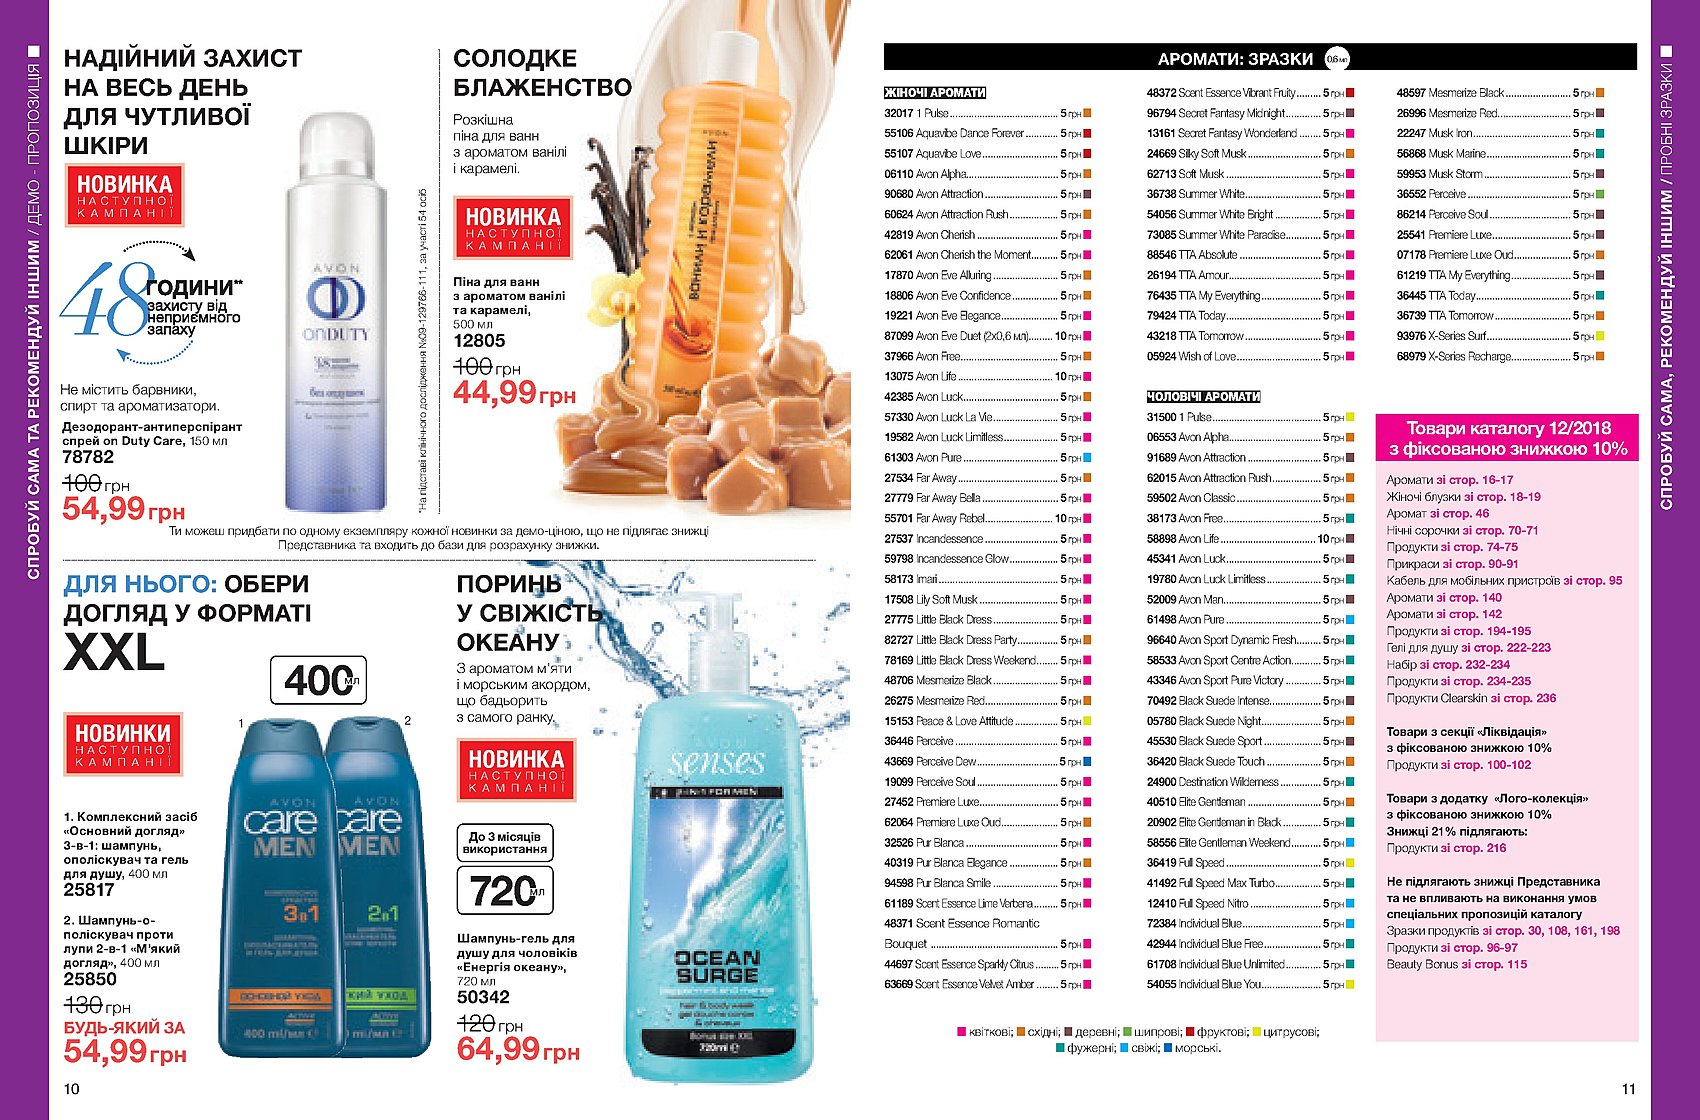 СПРОБУЙ САМА ТА РЕКОМЕНДУЙ ІНШИМ / ДЕМО - ПРОПОЗИЦІЯ
НАДІЙНИЙ ЗАХИСТ
НА ВЕСЬ ДЕНЬ
ДЛЯ ЧУТЛИВОЇ
ШКІРИ
НОВИНКА
НАСТУПНОЇ
КАМПАНІЇ
48
ГОДИНИ**
захисту від
неприємного
запаху
Не містить барвники,
спирт та ароматизатори.
Дезодорант-антиперспірант
спрей on Duty Care, 150 мл
78782
100 грн
54,99 грн
AVON
ONDUTY
*На підставі клінічного дослідження №09-129766-111, за участі 54 осіб
СОЛОДКЕ
БЛАЖЕНСТВО
Розкішна
піна для ванн
з ароматом ванілі
і карамелі.
НОВИНКА
НАСТУПНОЇ
КАМПАНІЇ
Піна для ванн
з ароматом ванілі
та карамелі,
500 мл
12805
100 грн
44,99 грн
AVON
Ванили и карамели
Ти можеш придбати по одному екземпляру кожної новинки за демо-ціною, що не підлягає знижці
Представника та входить до бази для розрахунку знижки.
ДЛЯ НЬОГО: ОБЕРИ
ДОГЛЯД У ФОРМАТІ
XXL
400 мл
НОВИНКИ
НАСТУПНОЇ
КАМПАНІЇ
1
2
1. Комплексний засіб
«Основний догляд»
3-в-1: шампунь,
ополіскувач та гель
для душу, 400 мл
25817
2. Шампунь-о-
поліскувач проти
лупи 2-в-1 «М'який
догляд», 400 мл
25850
130 грн
БУДЬ-ЯКИЙ ЗА
54,99 грн
AVON
care
MEN
3в1
ОСНОВНОЙ УХОД
AVON
care
MEN
2в1
ПОРИНЬ
У СВІЖІСТЬ
ОКЕАНУ
З ароматом м'яти
і морським акордом,
що бадьорить
з самого ранку.
НОВИНКА
НАСТУПНОЇ
КАМПАНІЇ
До 3 місяців
використання
720 мл
Шампунь-гель для
душу для чоловіків
«Енергія океану»,
720 мл
50342
120 грн
64,99 грн
AVON
senses
2-IN-1 FOR MEN
OCEAN
SURGE
hair & body wash
720ml
10
АРОМАТИ: ЗРАЗКИ 0,6 мл
ЖІНОЧІ АРОМАТИ
32017 1 Pulse 5 грн
55106 Aquavibe Dance Forever 5 грн
55107 Aquavibe Love 5 грн
06110 Avon Alpha 5 грн
90680 Avon Attraction 5 грн
60624 Avon Attraction Rush 5 грн
42819 Avon Cherish 5 грн
62061 Avon Cherish the Moment 5 грн
17870 Avon Eve Alluring 5 грн
18806 Avon Eve Confidence 5 грн
19221 Avon Eve Elegance 5 грн
87099 Avon Eve Duet (2x0,6 мл) 10 грн
37966 Avon Free 5 грн
13075 Avon Life 10 грн
42385 Avon Luck 5 грн
57330 Avon Luck La Vie 5 грн
19582 Avon Luck Limitless 5 грн
61303 Avon Pure 5 грн
27534 Far Away 5 грн
27779 Far Away Bella 5 грн
55701 Far Away Rebel 10 грн
27537 Incandessence 5 грн
59798 Incandessence Glow 5 грн
58173 Imari 5 грн
17508 Lily Soft Musk 5 грн
27775 Little Black Dress 5 грн
82727 Little Black Dress Party 5 грн
78169 Little Black Dress Weekend 5 грн
48706 Mesmerize Black 5 грн
26275 Mesmerize Red 5 грн
15153 Peace & Love Attitude 5 грн
36446 Perceive 5 грн
43669 Perceive Dew 5 грн
19099 Perceive Soul 5 грн
27452 Premiere Luxe 5 грн
62064 Premiere Luxe Oud 5 грн
32526 Pur Blanca 5 грн
40319 Pur Blanca Elegance 5 грн
94598 Pur Blanca Smile 5 грн
61189 Scent Essence Lime Verbena 5 грн
48371 Scent Essence Romantic
Bouquet 5 грн
44697 Scent Essence Sparkly Citrus 5 грн
63669 Scent Essence Velvet Amber 5 грн
48372 Scent Essence Vibrant Fruity 5 грн
96794 Secret Fantasy Midnight 5 грн
13161 Secret Fantasy Wonderland 5 грн
24669 Silky Soft Musk 5 грн
62713 Soft Musk 5 грн
36738 Summer White 5 грн
54056 Summer White Bright 5 грн
73085 Summer White Paradise 5 грн
88546 TTA Absolute 5 грн
26194 TTA Amour 5 грн
76435 TTA My Everything 5 грн
79424 TTA Today 5 грн
43218 TTA Tomorrow 5 грн
05924 Wish of Love 5 грн
ЧОЛОВІЧІ АРОМАТИ
31500 1 Pulse 5 грн
06553 Avon Alpha 5 грн
91689 Avon Attraction 5 грн
62015 Avon Attraction Rush 5 грн
59502 Avon Classic 5 грн
38173 Avon Free 5 грн
58898 Avon Life 10 грн
45341 Avon Luck 5 грн
19780 Avon Luck Limitless 5 грн
52009 Avon Man 5 грн
61498 Avon Pure 5 грн
96640 Avon Sport Dynamic Fresh 5 грн
58533 Avon Sport Centre Action 5 грн
43346 Avon Sport Pure Victory 5 грн
70492 Black Suede Intense 5 грн
05780 Black Suede Night 5 грн
45530 Black Suede Sport 5 грн
36420 Black Suede Touch 5 грн
24900 Destination Wilderness 5 грн
40510 Elite Gentleman 5 грн
20902 Elite Gentleman in Black 5 грн
58556 Elite Gentleman Weekend 5 грн
36419 Full Speed 5 грн
41492 Full Speed Max Turbo 5 грн
12410 Full Speed Nitro 5 грн
72384 Individual Blue 5 грн
42944 Individual Blue Free 5 грн
61708 Individual Blue Unlimited 5 грн
54055 Individual Blue You 5 грн
48597 Mesmerize Black 5 грн
26996 Mesmerize Red 5 грн
22247 Musk Iron 5 грн
56868 Musk Marine 5 грн
59953 Musk Storm 5 грн
36552 Perceive 5 грн
86214 Perceive Soul 5 грн
25541 Premiere Luxe 5 грн
07178 Premiere Luxe Oud 5 грн
61219 TTA My Everything 5 грн
36445 TTA Today 5 грн
36739 TTA Tomorrow 5 грн
93976 X-Series Surf 5 грн
68979 X-Series Recharge 5 грн
квіткові; східні; деревні; шипрові; фруктові; цитрусові;
фужерні; свіжі; морські.
Товари каталогу 12/2018
з фіксованою знижкою 10%
Аромати зі стор. 16-17
Жіночі блузки зі стор. 18-19
Аромат зі стор. 46
Нічні сорочки зі стор. 70-71
Продукти зі стор. 74-75
Прикраси зі стор. 90-91
Кабель для мобільних пристроїв зі стор. 95
Аромати зі стор. 140
Аромати зі стор. 142
Продукти зі стор. 194-195
Гелі для душу зі стор. 222-223
Набір зі стор. 232-234
Продукти зі стор. 234-235
Продукти Clearskin зі стор. 236
Товари з секції «Ліквідація»
з фіксованою знижкою 10%
Продукти зі стор. 100-102
Товари з додатку «Лого-колекція»
з фіксованою знижкою 10%
Знижці 21% підлягають:
Продукти зі стор. 216
Не підлягають знижці Представника
та не впливають на виконання умов
спеціальних пропозицій каталогу
Зразки продуктів зі стор. 30, 108, 161, 198
Продукти зі стор. 96-97
Beauty Bonus зі стор. 115
СПРОБУЙ САМА, РЕКОМЕНДУЙ ІНШИМ / ПРОБНІ ЗРАЗКИ
11